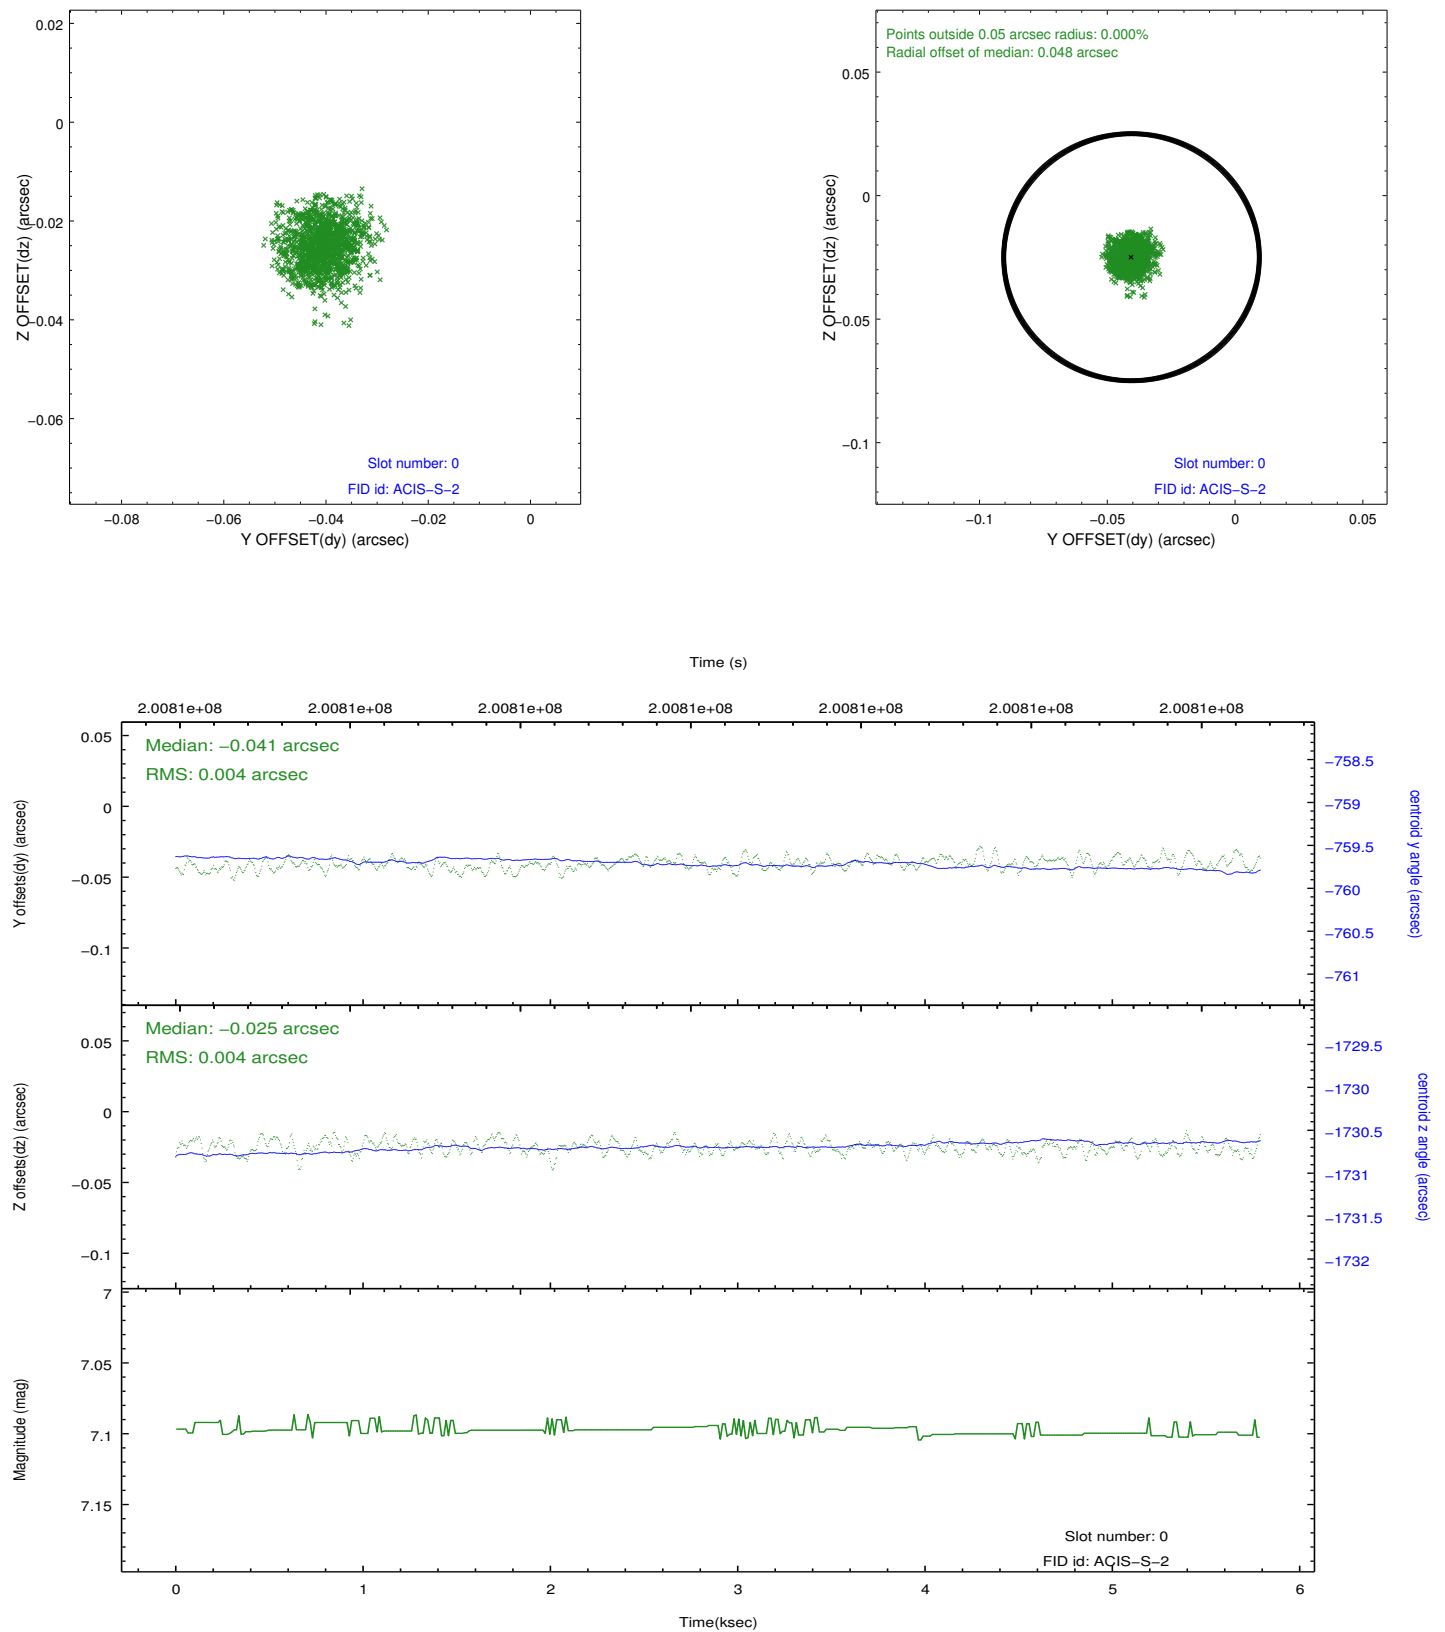 0.02
0
−0.02
−0.04
−0.06
Z OFFSET(dz) (arcsec)
Slot number: 0
FID id: ACIS−S−2
−0.08 −0.06 −0.04 −0.02 0
Y OFFSET(dy) (arcsec)
Points outside 0.05 arcsec radius: 0.000%
Radial offset of median: 0.048 arcsec
0.05
0
−0.05
−0.1
Z OFFSET(dz) (arcsec)
Slot number: 0
FID id: ACIS−S−2
−0.1 −0.05 0 0.05
Y OFFSET(dy) (arcsec)
Time (s)
2.0081e+08 2.0081e+08 2.0081e+08 2.0081e+08 2.0081e+08 2.0081e+08 2.0081e+08
Median: −0.041 arcsec
RMS: 0.004 arcsec
0.05
0
−0.05
−0.1
Y offsets(dy) (arcsec)
−758.5
−759
−759.5
−760
−760.5
−761
centroid y angle (arcsec)
Median: −0.025 arcsec
RMS: 0.004 arcsec
0.05
0
−0.05
−0.1
Z offsets(dz) (arcsec)
−1729.5
−1730
−1730.5
−1731
−1731.5
−1732
centroid z angle (arcsec)
7
7.05
7.1
7.15
Magnitude (mag)
Slot number: 0
FID id: ACIS−S−2
0 1 2 3 4 5 6
Time(ksec)